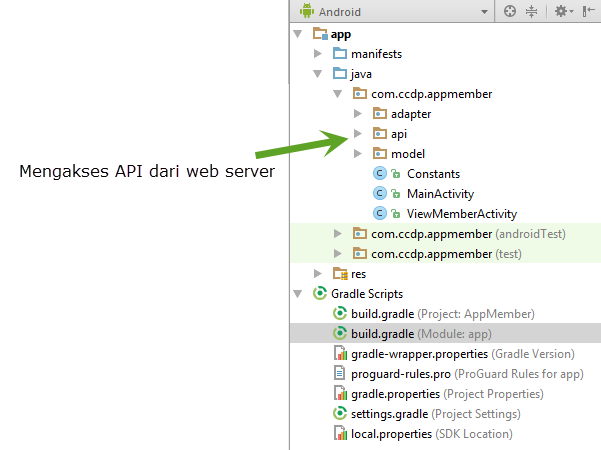 Android
app
manifests
java
com.ccdp.appmember
adapter
api
Mengakses API dari web server
model
Constants
MainActivity
ViewMemberActivity
com.ccdp.appmember (androidTest)
com.ccdp.appmember (test)
res
Gradle Scripts
build.gradle (Project: AppMember)
build.gradle (Module: app)
gradle-wrapper.properties (Gradle Version)
proguard-rules.pro (ProGuard Rules for app)
gradle.properties (Project Properties)
settings.gradle (Project Settings)
local.properties (SDK Location)